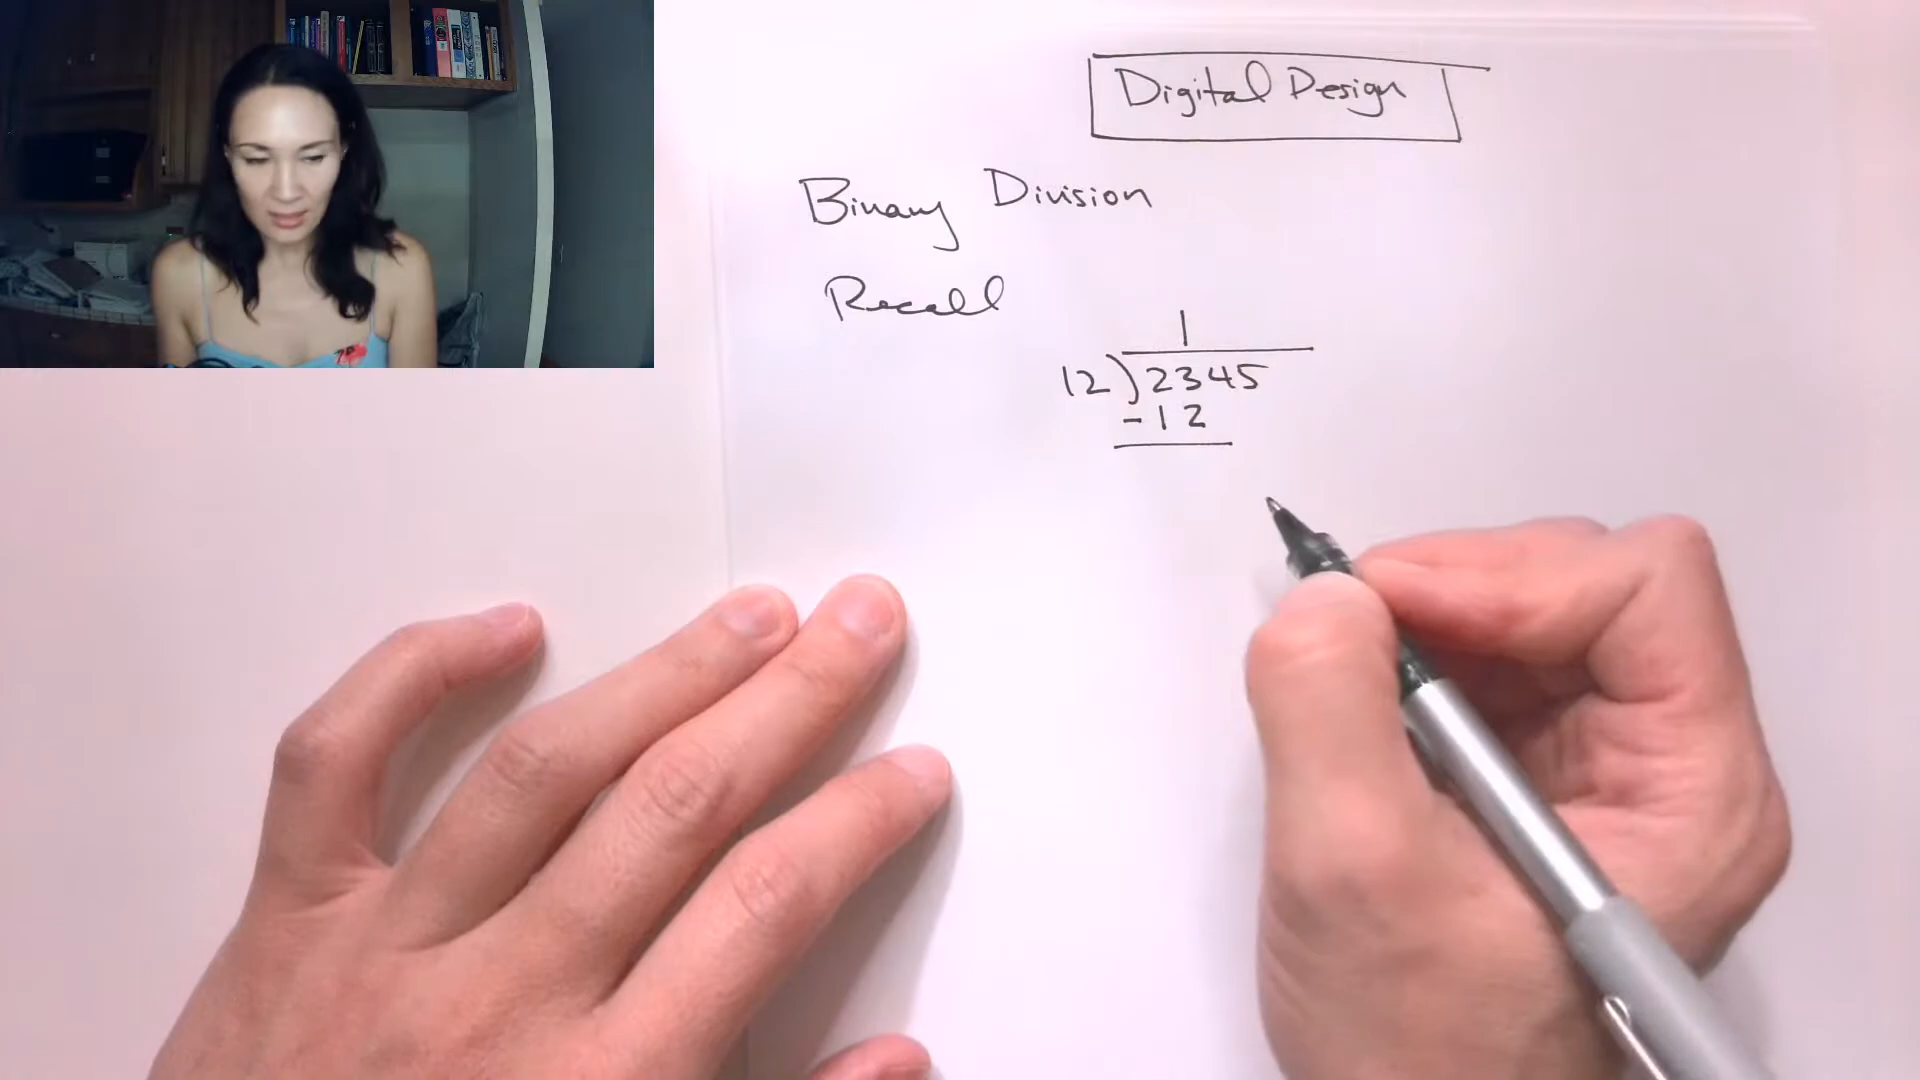 Digital Design
Binary Division
Recall
1
12)2345
-12